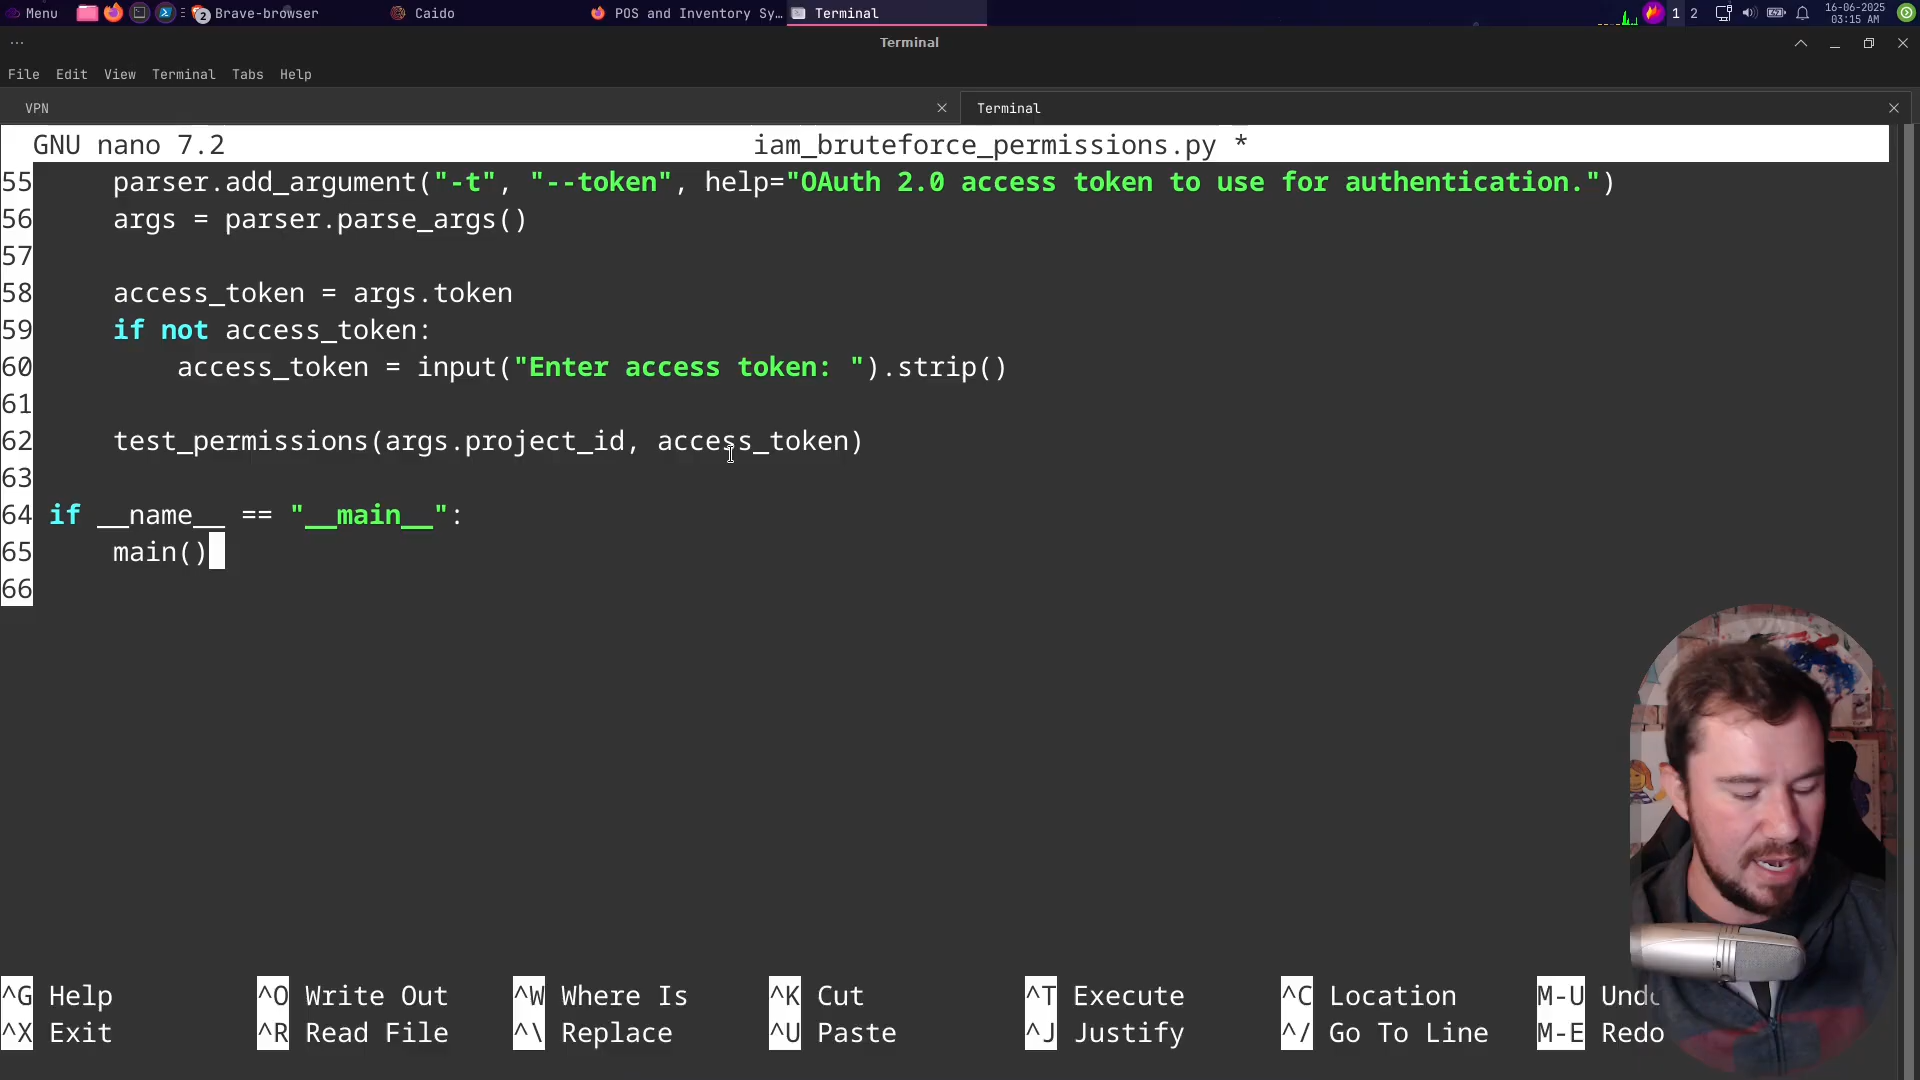 Menu
2
Brave-browser
Caido
POS and Inventory Sy…
Terminal
1 2
16-06-2025
03:15 AM
...
Terminal
File Edit View Terminal Tabs Help
VPN
Terminal
GNU nano 7.2 iam_bruteforce_permissions.py *
55 parser.add_argument("-t", "--token", help="OAuth 2.0 access token to use for authentication.")
56 args = parser.parse_args()
57
58 access_token = args.token
59 if not access_token:
60 access_token = input("Enter access token: ").strip()
61
62 test_permissions(args.project_id, access_token)
63
64 if __name__ == "__main__":
65 main()
66
^G Help ^O Write Out ^W Where Is ^K Cut ^T Execute ^C Location M-U Undo
^X Exit ^R Read File ^\ Replace ^U Paste ^J Justify ^/ Go To Line M-E Redo